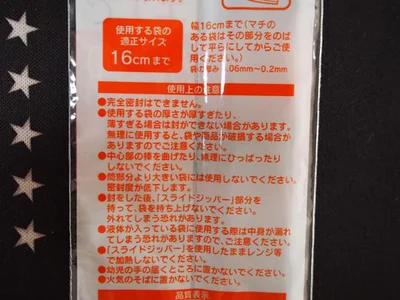 使用する袋の
適正サイズ
16cmまで
幅16cmまで(マチの
ある袋はその部分をのば
して平らにしてからご使
用ください。)
袋の厚み0.06mm〜0.2mm
使用上の注意
●完全密封はできません。
●使用する袋の厚さが厚すぎたり、
薄すぎる場合は封ができない場合があります。
無理に使用すると、袋や商品が破損する場合が
ありますのでご注意ください。
●中心部の棒を曲げたり、無理にひっぱったり
しないでください。
●筒部分より大きい袋には使用しないでください。
密封度が低下します。
●封をした後、「スライドジッパー」部分を
持って、袋を持ち上げないでください。
外れてしまう恐れがあります。
●液体が入っている袋に使用する際は中身が漏れ
てしまう恐れがありますので、ご注意ください。
●「スライドジッパー」を使用したままレンジ等
で加熱しないでください。
●幼児の手の届くところに置かないでください。
●火気のそばに置かないでください。
品質表示